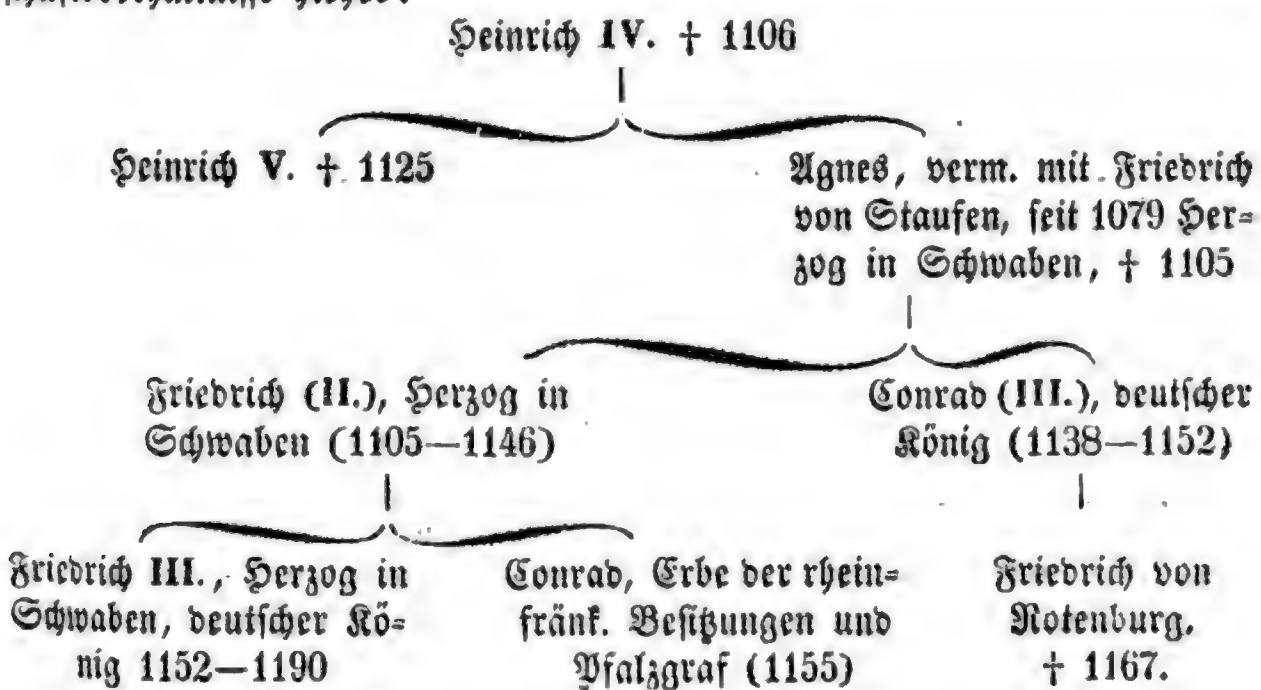 Heinrich IV. † 1106
Heinrich V. † 1125
Agnes, verm. mit Friedrich
von Staufen, seit 1079 Her=
zog in Schwaben, † 1105
Friedrich (II.), Herzog in
Schwaben (1105—1146)
Conrad (III.), deutscher
König (1138—1152)
Friedrich III., Herzog in
Schwaben, deutscher Kö=
nig 1152—1190
Conrad, Erbe der rhein=
fränk. Besitzungen und
Pfalzgraf (1155)
Friedrich von
Rotenburg.
† 1167.